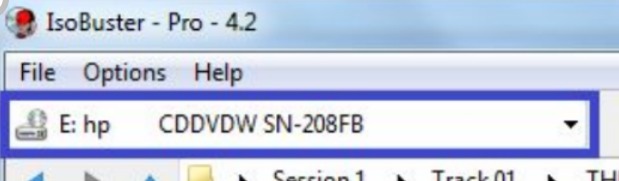 IsoBuster - Pro - 4.2
File Options Help
E: hp CDDVDW SN-208FB
Session 1 Track 01